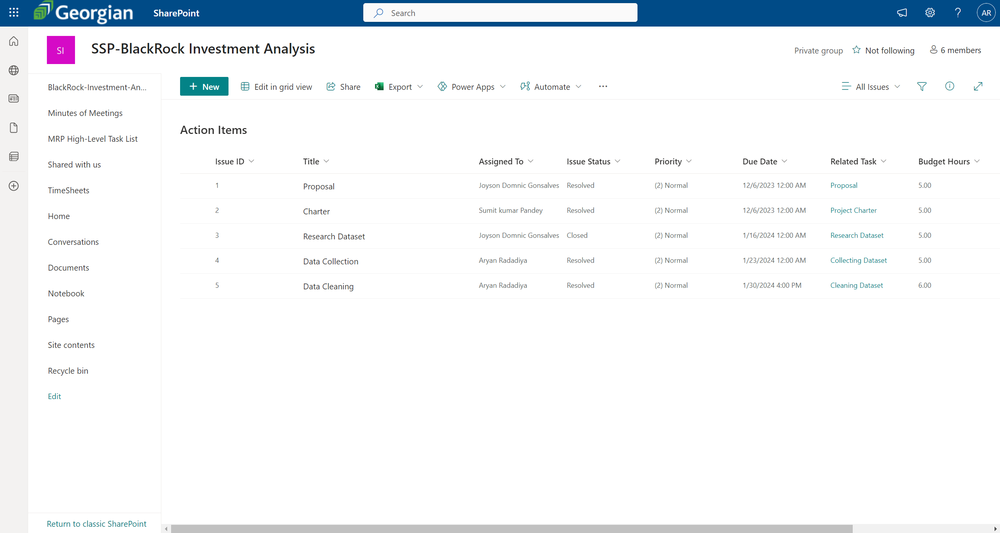 Georgian
SharePoint
Search
AR
SI
SSP-BlackRock Investment Analysis
Private group
Not following
6 members
BlackRock-Investment-An...
Minutes of Meetings
MRP High-Level Task List
Shared with us
TimeSheets
Home
Conversations
Documents
Notebook
Pages
Site contents
Recycle bin
Edit
Return to classic SharePoint
+ New
Edit in grid view
Share
Export
Power Apps
Automate
...
All Issues
Action Items
Issue ID Title Assigned To Issue Status Priority Due Date Related Task Budget Hours
1 Proposal Joyson Domnic Gonsalves Resolved (2) Normal 12/6/2023 12:00 AM Proposal 5.00
2 Charter Sumit kumar Pandey Resolved (2) Normal 12/6/2023 12:00 AM Project Charter 5.00
3 Research Dataset Joyson Domnic Gonsalves Closed (2) Normal 1/16/2024 12:00 AM Research Dataset 5.00
4 Data Collection Aryan Radadiya Resolved (2) Normal 1/23/2024 12:00 AM Collecting Dataset 5.00
5 Data Cleaning Aryan Radadiya Resolved (2) Normal 1/30/2024 4:00 PM Cleaning Dataset 6.00